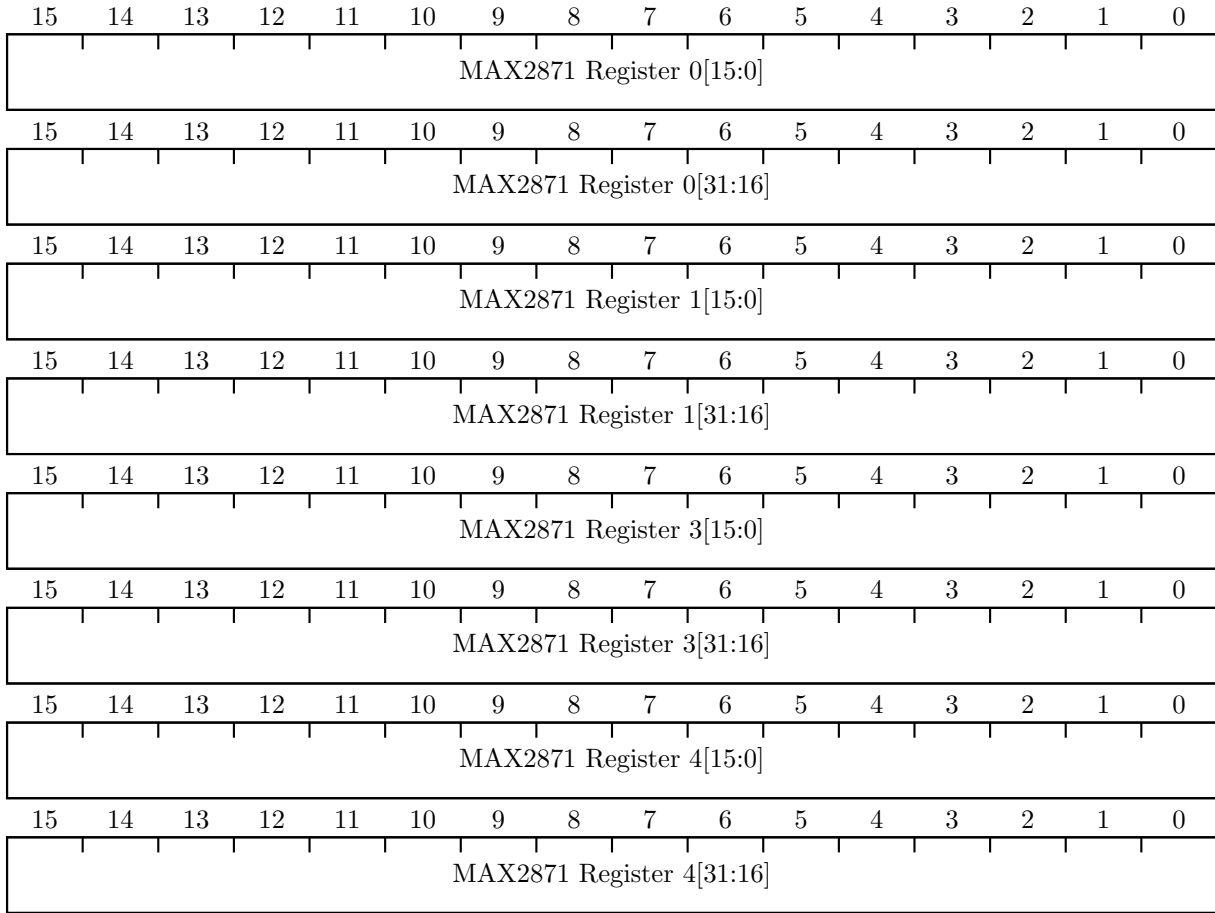 15 14 13 12 11 10 9 8 7 6 5 4 3 2 1 0
MAX2871 Register 0[15:0]
15 14 13 12 11 10 9 8 7 6 5 4 3 2 1 0
MAX2871 Register 0[31:16]
15 14 13 12 11 10 9 8 7 6 5 4 3 2 1 0
MAX2871 Register 1[15:0]
15 14 13 12 11 10 9 8 7 6 5 4 3 2 1 0
MAX2871 Register 1[31:16]
15 14 13 12 11 10 9 8 7 6 5 4 3 2 1 0
MAX2871 Register 3[15:0]
15 14 13 12 11 10 9 8 7 6 5 4 3 2 1 0
MAX2871 Register 3[31:16]
15 14 13 12 11 10 9 8 7 6 5 4 3 2 1 0
MAX2871 Register 4[15:0]
15 14 13 12 11 10 9 8 7 6 5 4 3 2 1 0
MAX2871 Register 4[31:16]